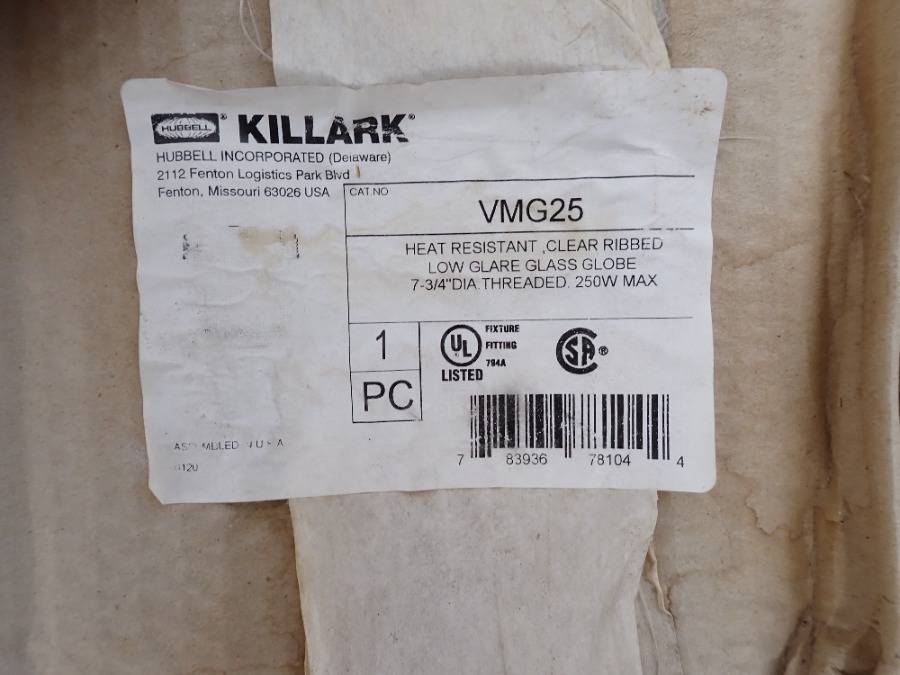 HUBBELL® KILLARK®
HUBBELL INCORPORATED (Delaware)
2112 Fenton Logistics Park Blvd
Fenton, Missouri 63026 USA
CAT.NO
VMG25
HEAT RESISTANT ,CLEAR RIBBED
LOW GLARE GLASS GLOBE
7-3/4"DIA.THREADED. 250W MAX
1
PC
UL
LISTED
FIXTURE
FITTING
794A
SA®
7 83936 78104 4